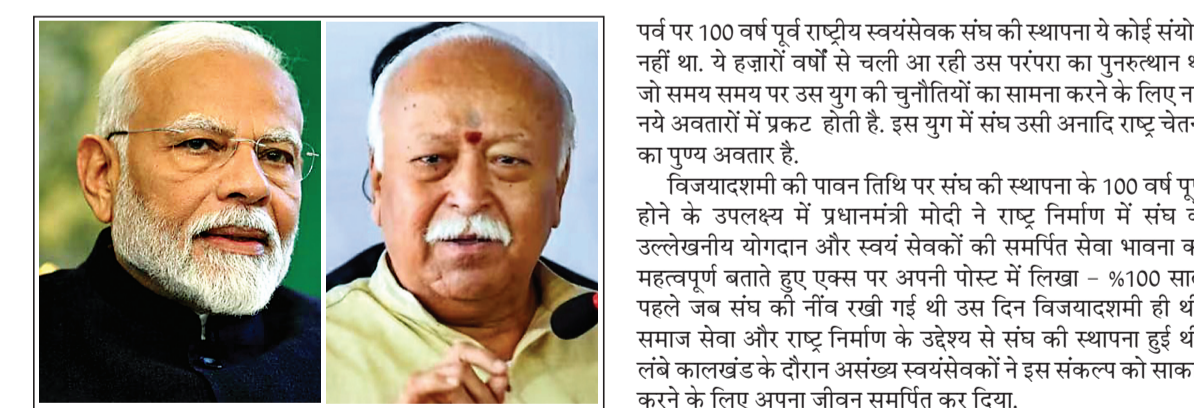 पर्व पर 100 वर्ष पूर्व राष्ट्रीय स्वयंसेवक संघ की स्थापना ये कोई
नहीं था. ये हज़ारों वर्षों से चली आ रही उस परंपरा का पुनरुत्थान
जो समय समय पर उस युग की चुनौतियों का सामना करने के लिए
नये अवतारों में प्रकट होती है. इस युग में संघ उसी अनादि राष्ट्र
का पुण्य अवतार है.
विजयादशमी की पावन तिथि पर संघ की स्थापना के 100 वर्ष
होने के उपलक्ष्य में प्रधानमंत्री मोदी ने राष्ट्र निर्माण में संघ
उल्लेखनीय योगदान और स्वयं सेवकों की समर्पित सेवा भावना
महत्वपूर्ण बताते हुए एक्स पर अपनी पोस्ट में लिखा – %100
पहले जब संघ की नींव रखी गई थी उस दिन विजयादशमी ही
समाज सेवा और राष्ट्र निर्माण के उद्देश्य से संघ की स्थापना हुई
लंबे कालखंड के दौरान असंख्य स्वयंसेवकों ने इस संकल्प को
करने के लिए अपना जीवन समर्पित कर दिया.